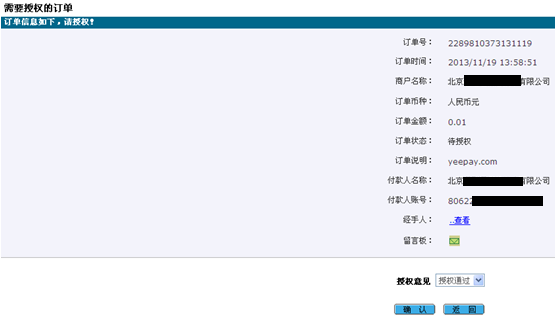 需要授权的订单
订单信息如下，请授权！
订单号： 2289810373131119
订单时间： 2013/11/19 13:58:51
商户名称： 北京 有限公司
订单币种： 人民币元
订单金额： 0.01
订单状态： 待授权
订单说明： yeepay.com
付款人名称： 北京 有限公司
付款人账号： 80622
经手人： ..查看
留言板：
授权意见 授权通过
确 认 返 回